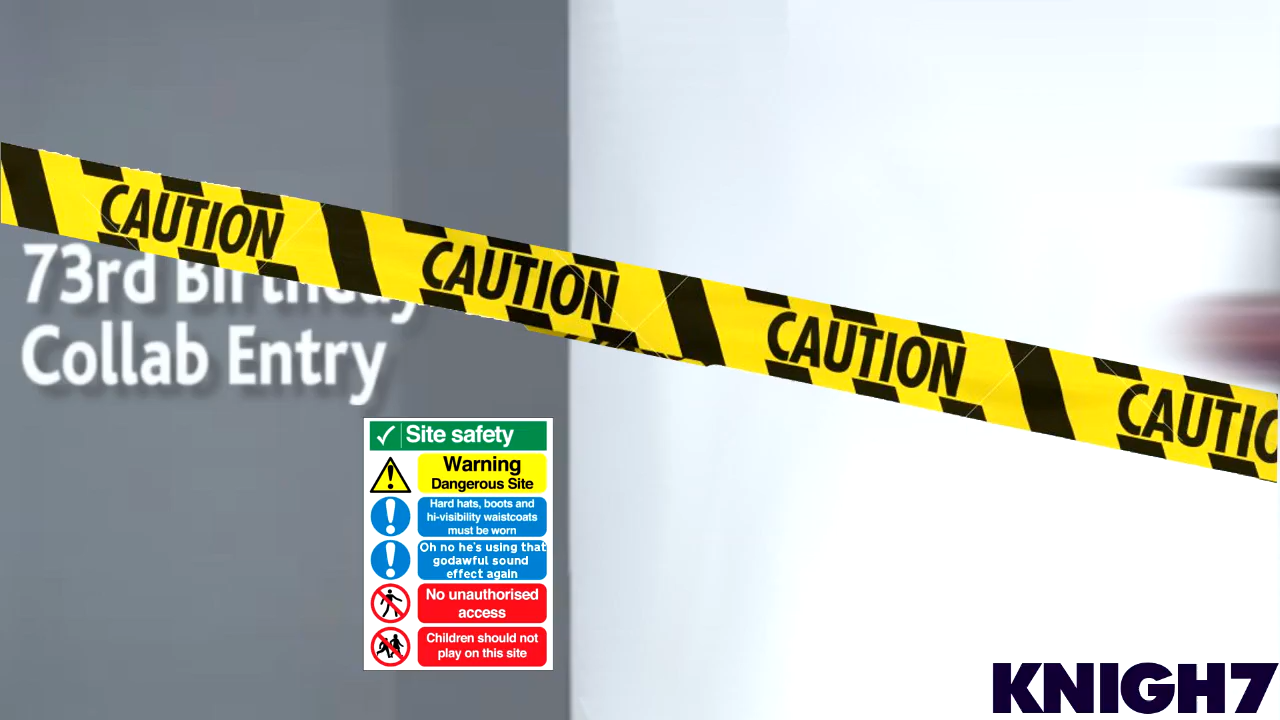 CAUTION
CAUTION
CAUTION
CAUTIO
73rd Birthday
Collab Entry
Site safety
Warning
Dangerous Site
Hard hats, boots and
hi-visibility waistcoats
must be worn
Oh no he's using that
godawful sound
effect again
No unauthorised
access
Children should not
play on this site
KNIGH7